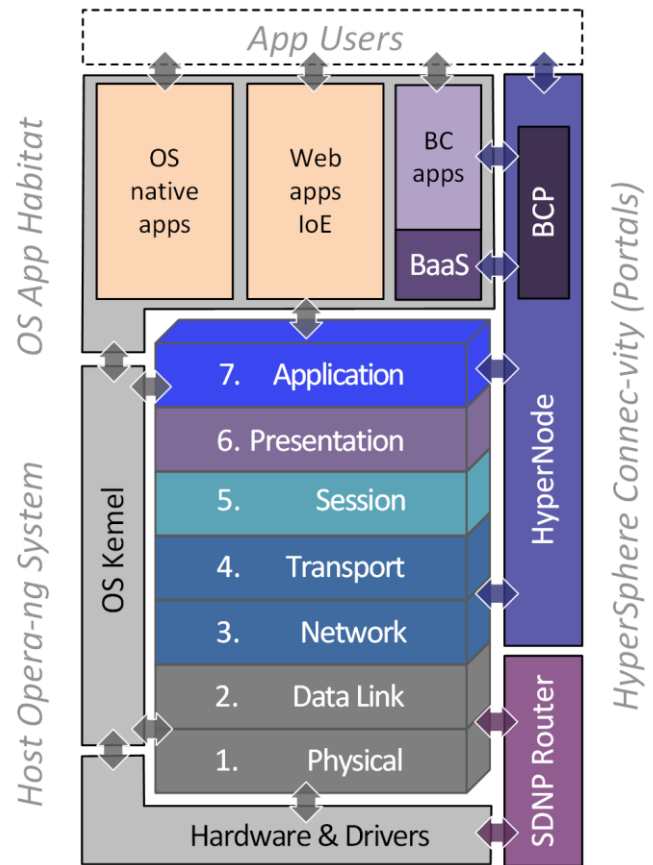 App Users
OS App Habitat
OS
native
apps
Web
apps
IoE
BC
apps
BaaS
BCP
HyperNode
HyperSphere Connec-vity (Portals)
7. Application
6. Presentation
5. Session
4. Transport
3. Network
2. Data Link
1. Physical
Host Opera-ng System
OS Kemel
SDNP Router
Hardware & Drivers